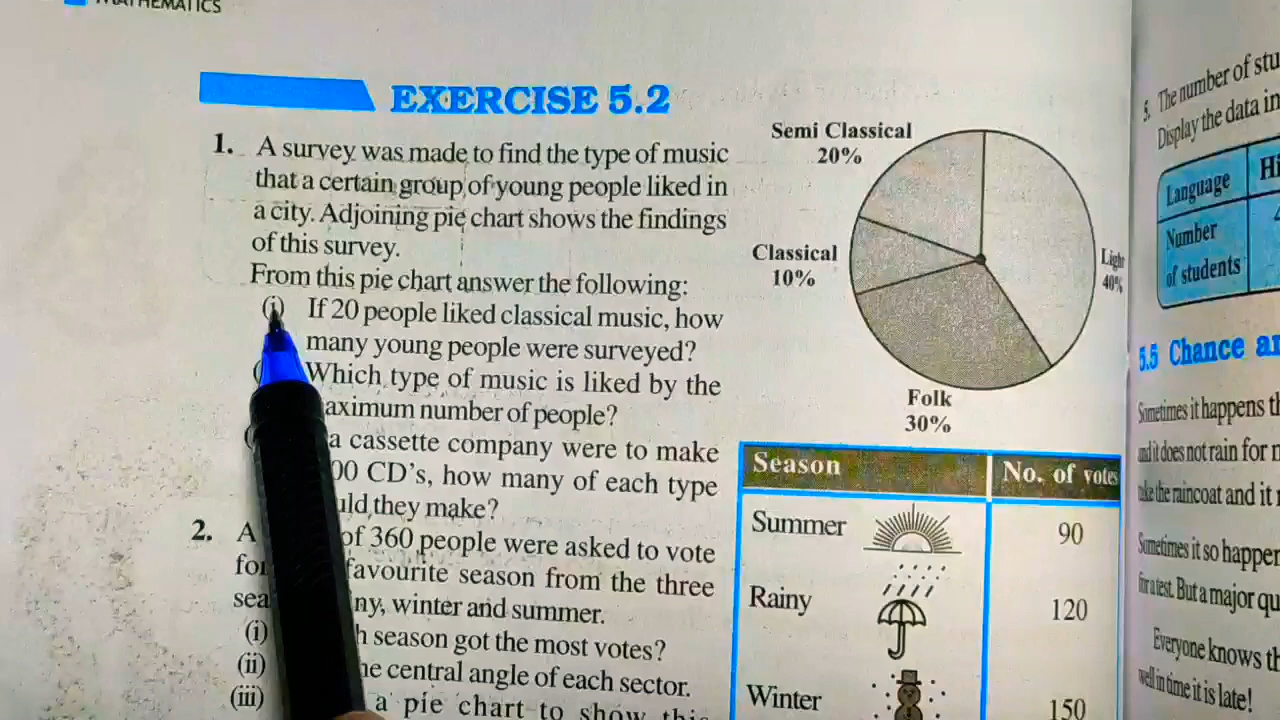 MATHEMATICS
EXERCISE 5.2
1. A survey was made to find the type of music
that a certain group of young people liked in
a city. Adjoining pie chart shows the findings
of this survey.
From this pie chart answer the following:
(i) If 20 people liked classical music, how
many young people were surveyed?
Which type of music is liked by the
aximum number of people?
a cassette company were to make
00 CD's, how many of each type
uld they make?
2. A of 360 people were asked to vote
for favourite season from the three
sea ny, winter and summer.
(i) h season got the most votes?
(ii) he central angle of each sector.
(iii) a pie chart to show this
Semi Classical
20%
Classical
10%
Light
40%
Folk
30%
Season No. of votes
Summer 90
Rainy 120
Winter 150
5. The number of stu
Display the data in
Language Hi
Number
of students
5.5 Chance an
Sometimes it happens th
and it does not rain for m
take the raincoat and it
Sometimes it so happen
for a test. But a major qu
Everyone knows th
well in time it is late!